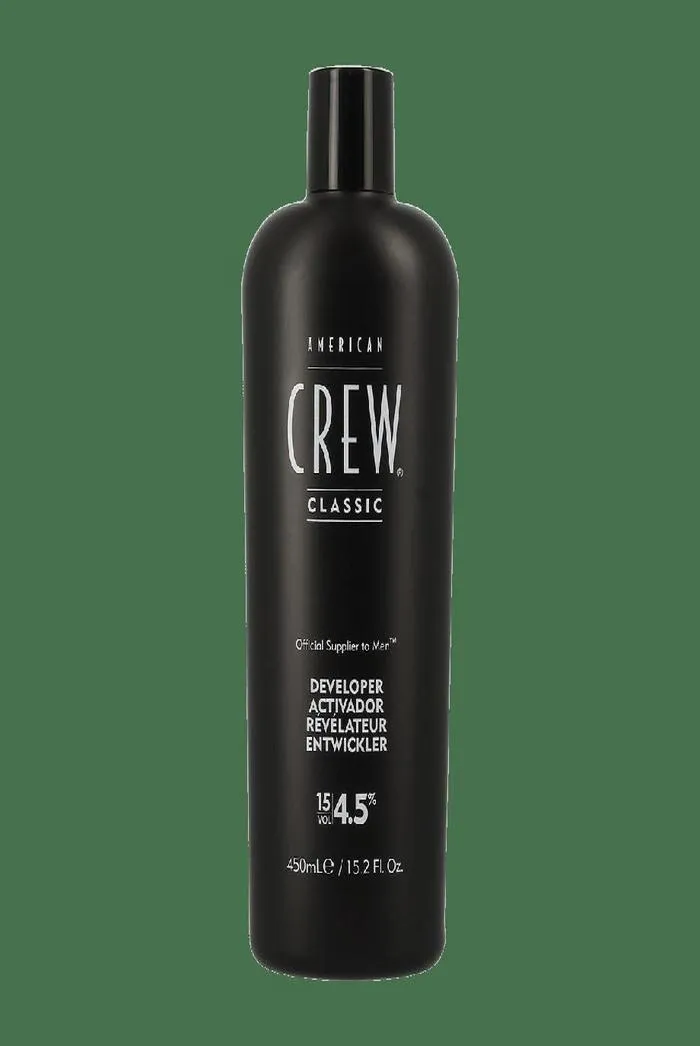 AMERICAN
CREW®
CLASSIC
Official Supplier to Men™
DEVELOPER
ACTIVADOR
RÉVÉLATEUR
ENTWICKLER
15 VOL 4.5%
450mL℮ / 15.2 Fl. Oz.